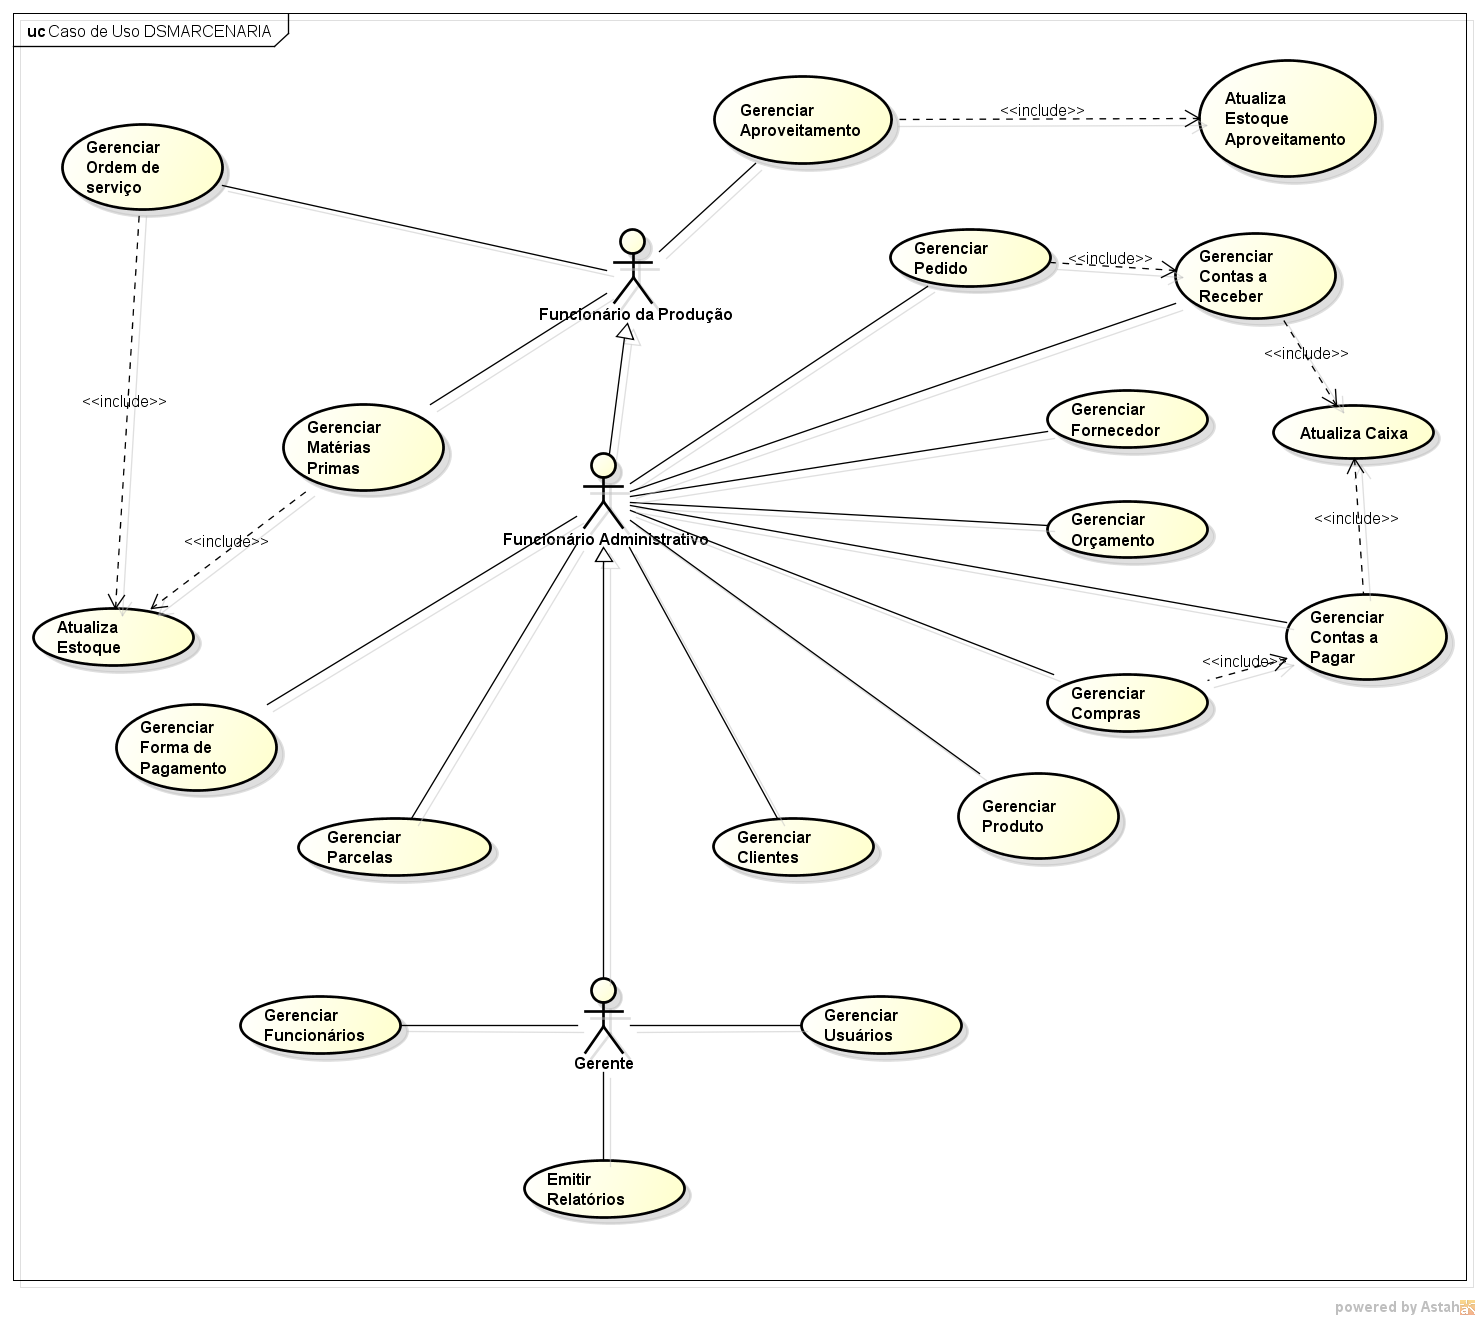 uc Caso de Uso DSMARCENARIA
Gerenciar
Aproveitamento
<<include>>
Atualiza
Estoque
Aproveitamento
Gerenciar
Ordem de
serviço
Gerenciar
Pedido
<<include>>
Gerenciar
Contas a
Receber
Funcionário da Produção
<<include>>
<<include>>
Gerenciar
Matérias
Primas
Gerenciar
Fornecedor
Atualiza Caixa
<<include>>
Funcionário Administrativo
Gerenciar
Orçamento
<<include>>
Atualiza
Estoque
Gerenciar
Contas a
Pagar
<<include>>
Gerenciar
Compras
Gerenciar
Forma de
Pagamento
Gerenciar
Parcelas
Gerenciar
Clientes
Gerenciar
Produto
Gerenciar
Funcionários
Gerenciar
Usuários
Gerente
Emitir
Relatórios
powered by Astah